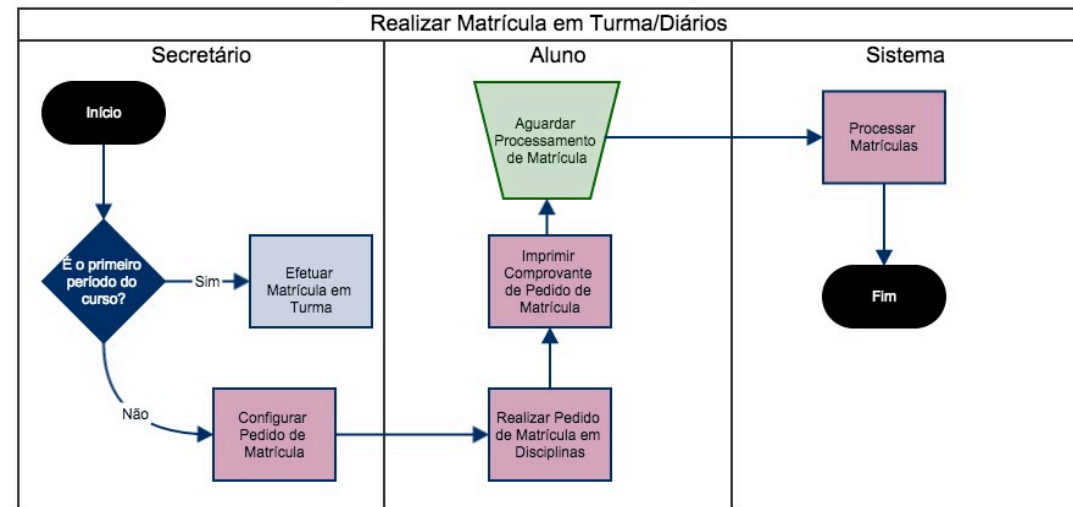 Realizar Matrícula em Turma/Diários
Secretário
Aluno
Sistema
Início
É o primeiro
período do
curso?
Sim
Efetuar
Matrícula em
Turma
Não
Configurar
Pedido de
Matrícula
Realizar Pedido
de Matrícula em
Disciplinas
Imprimir
Comprovante
de Pedido de
Matrícula
Aguardar
Processamento
de Matrícula
Processar
Matrículas
Fim